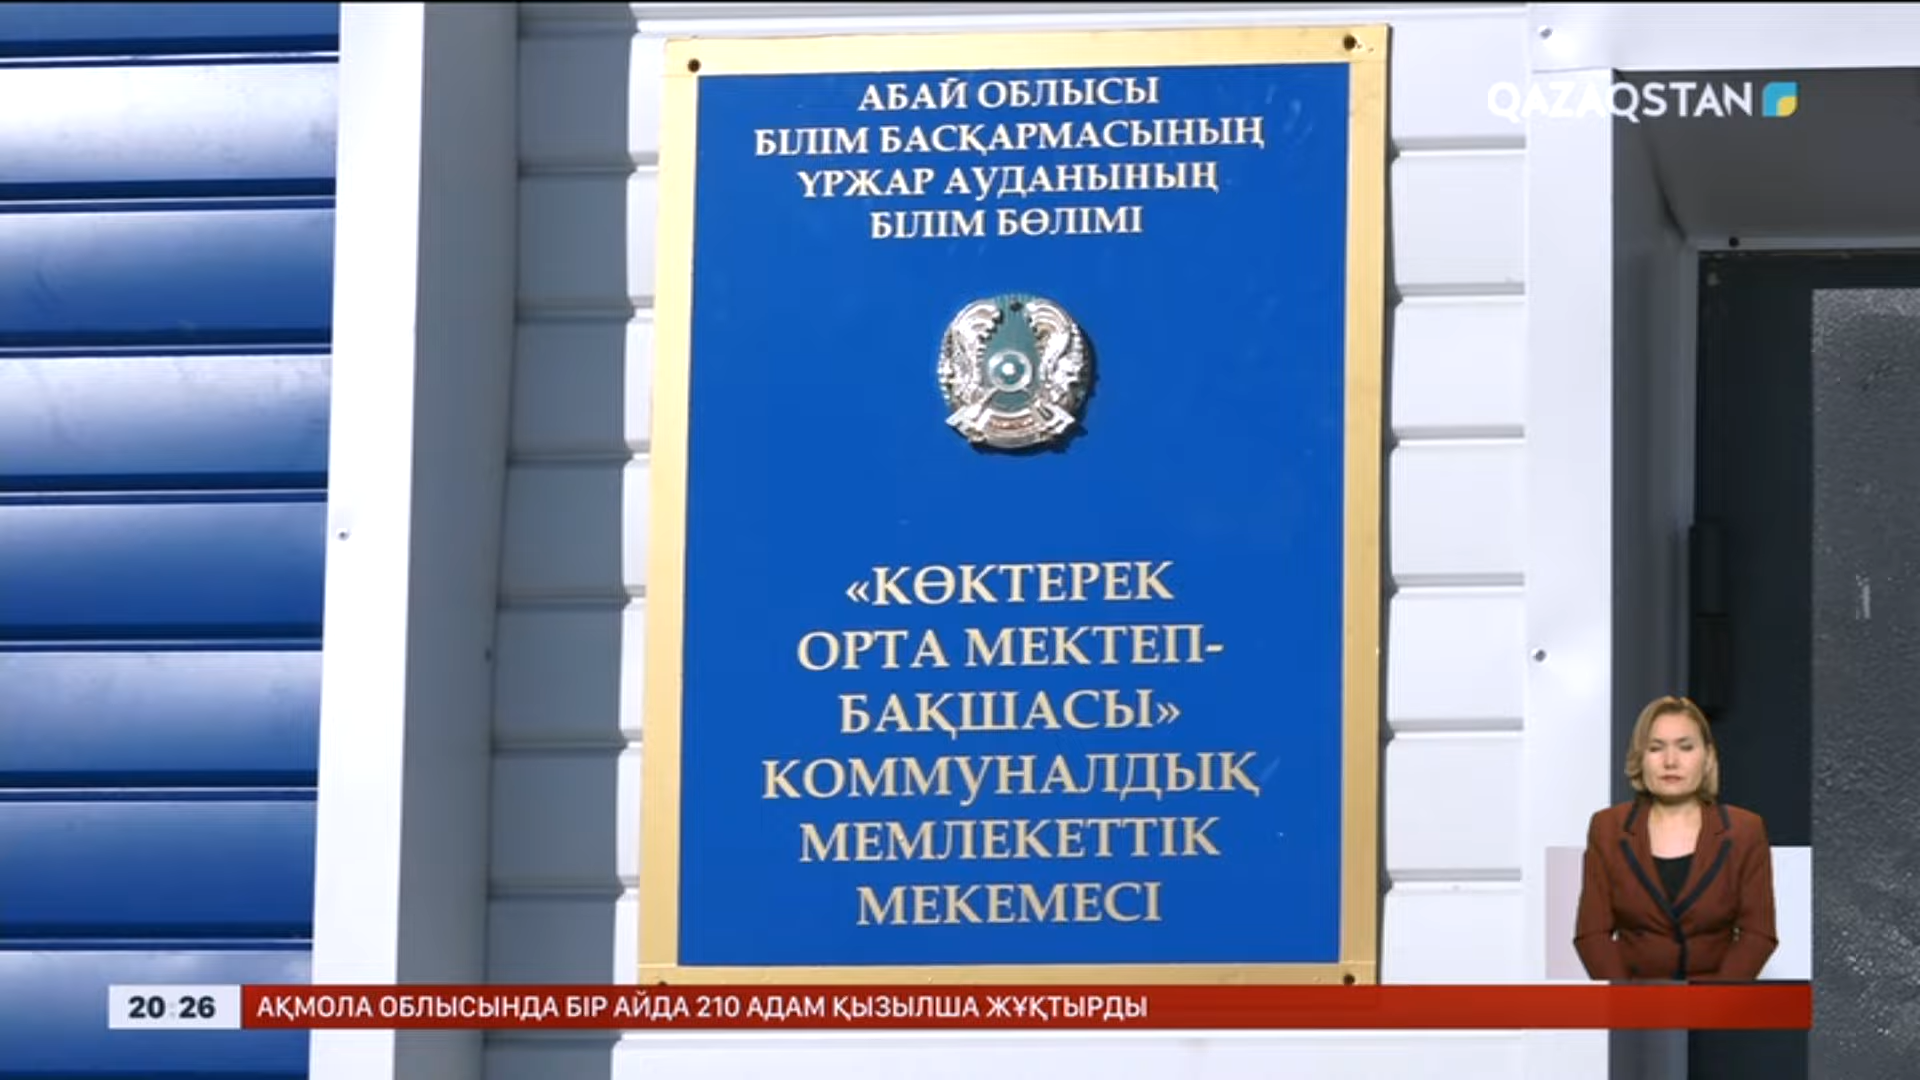 АБАЙ ОБЛЫСЫ
БІЛІМ БАСҚАРМАСЫНЫҢ
ҮРЖАР АУДАНЫНЫҢ
БІЛІМ БӨЛІМІ
QAZAQSTAN
«КӨКТЕРЕК
ОРТА МЕКТЕП-
БАҚШАСЫ»
КОММУНАЛДЫҚ
МЕМЛЕКЕТТІК
МЕКЕМЕСІ
20:26 АҚМОЛА ОБЛЫСЫНДА БІР АЙДА 210 АДАМ ҚЫЗЫЛША ЖҰҚТЫРДЫ